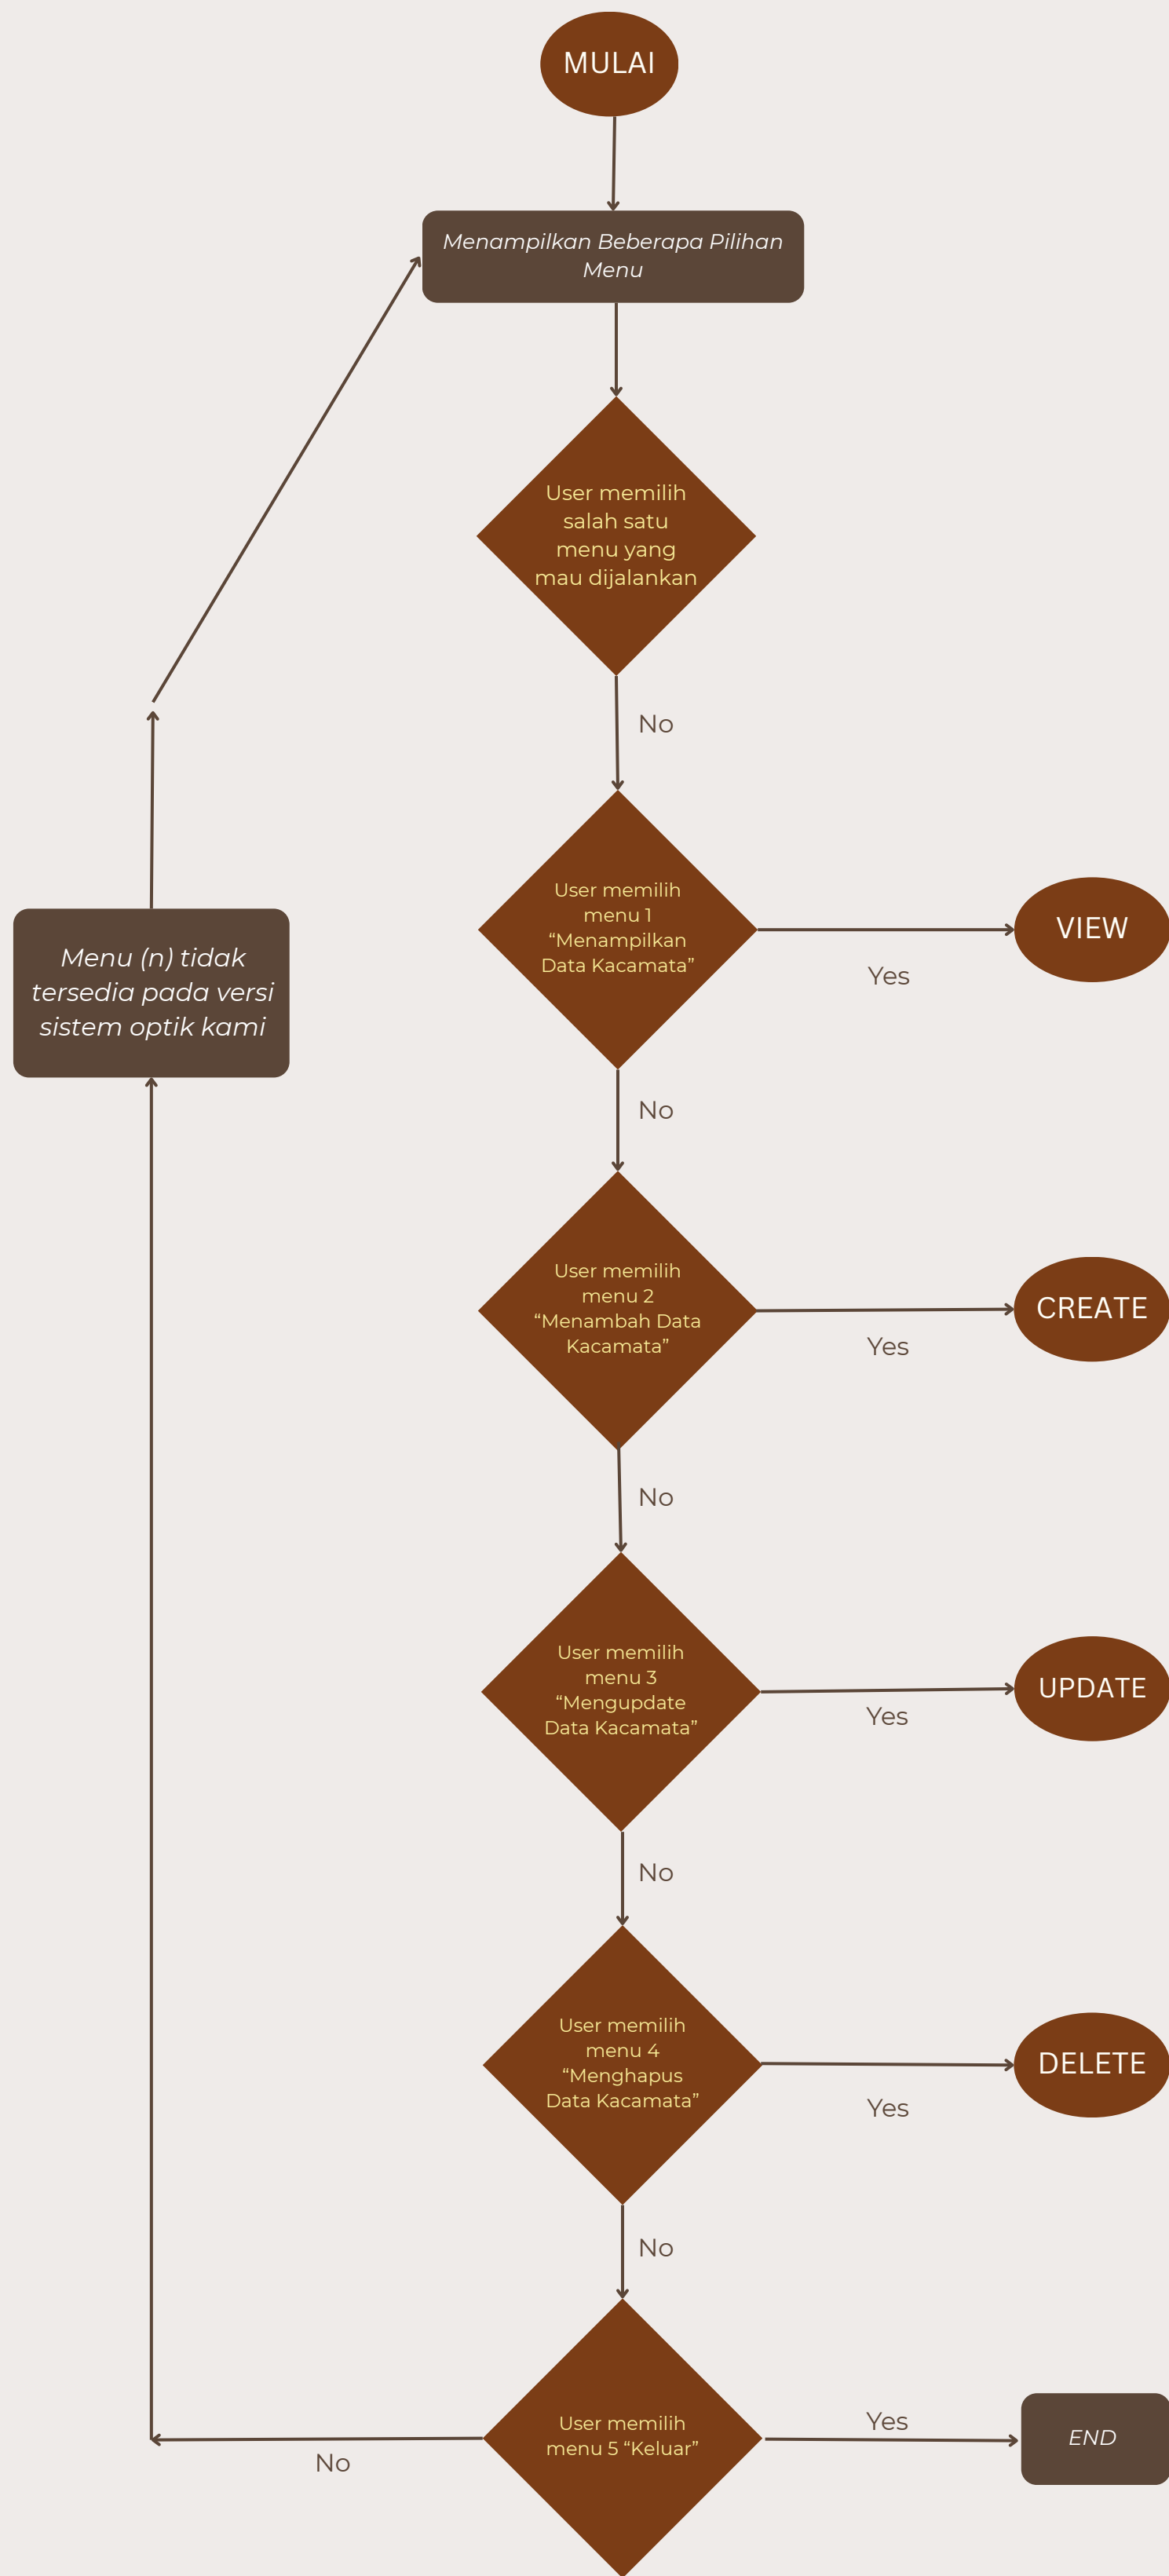 MULAI
Menampilkan Beberapa Pilihan
Menu
User memilih
salah satu
menu yang
mau dijalankan
No
User memilih
menu 1
“Menampilkan
Data Kacamata”
Yes
VIEW
Menu (n) tidak
tersedia pada versi
sistem optik kami
No
User memilih
menu 2
“Menambah Data
Kacamata”
Yes
CREATE
No
User memilih
menu 3
“Mengupdate
Data Kacamata”
Yes
UPDATE
No
User memilih
menu 4
“Menghapus
Data Kacamata”
Yes
DELETE
No
User memilih
menu 5 “Keluar”
Yes
END
No